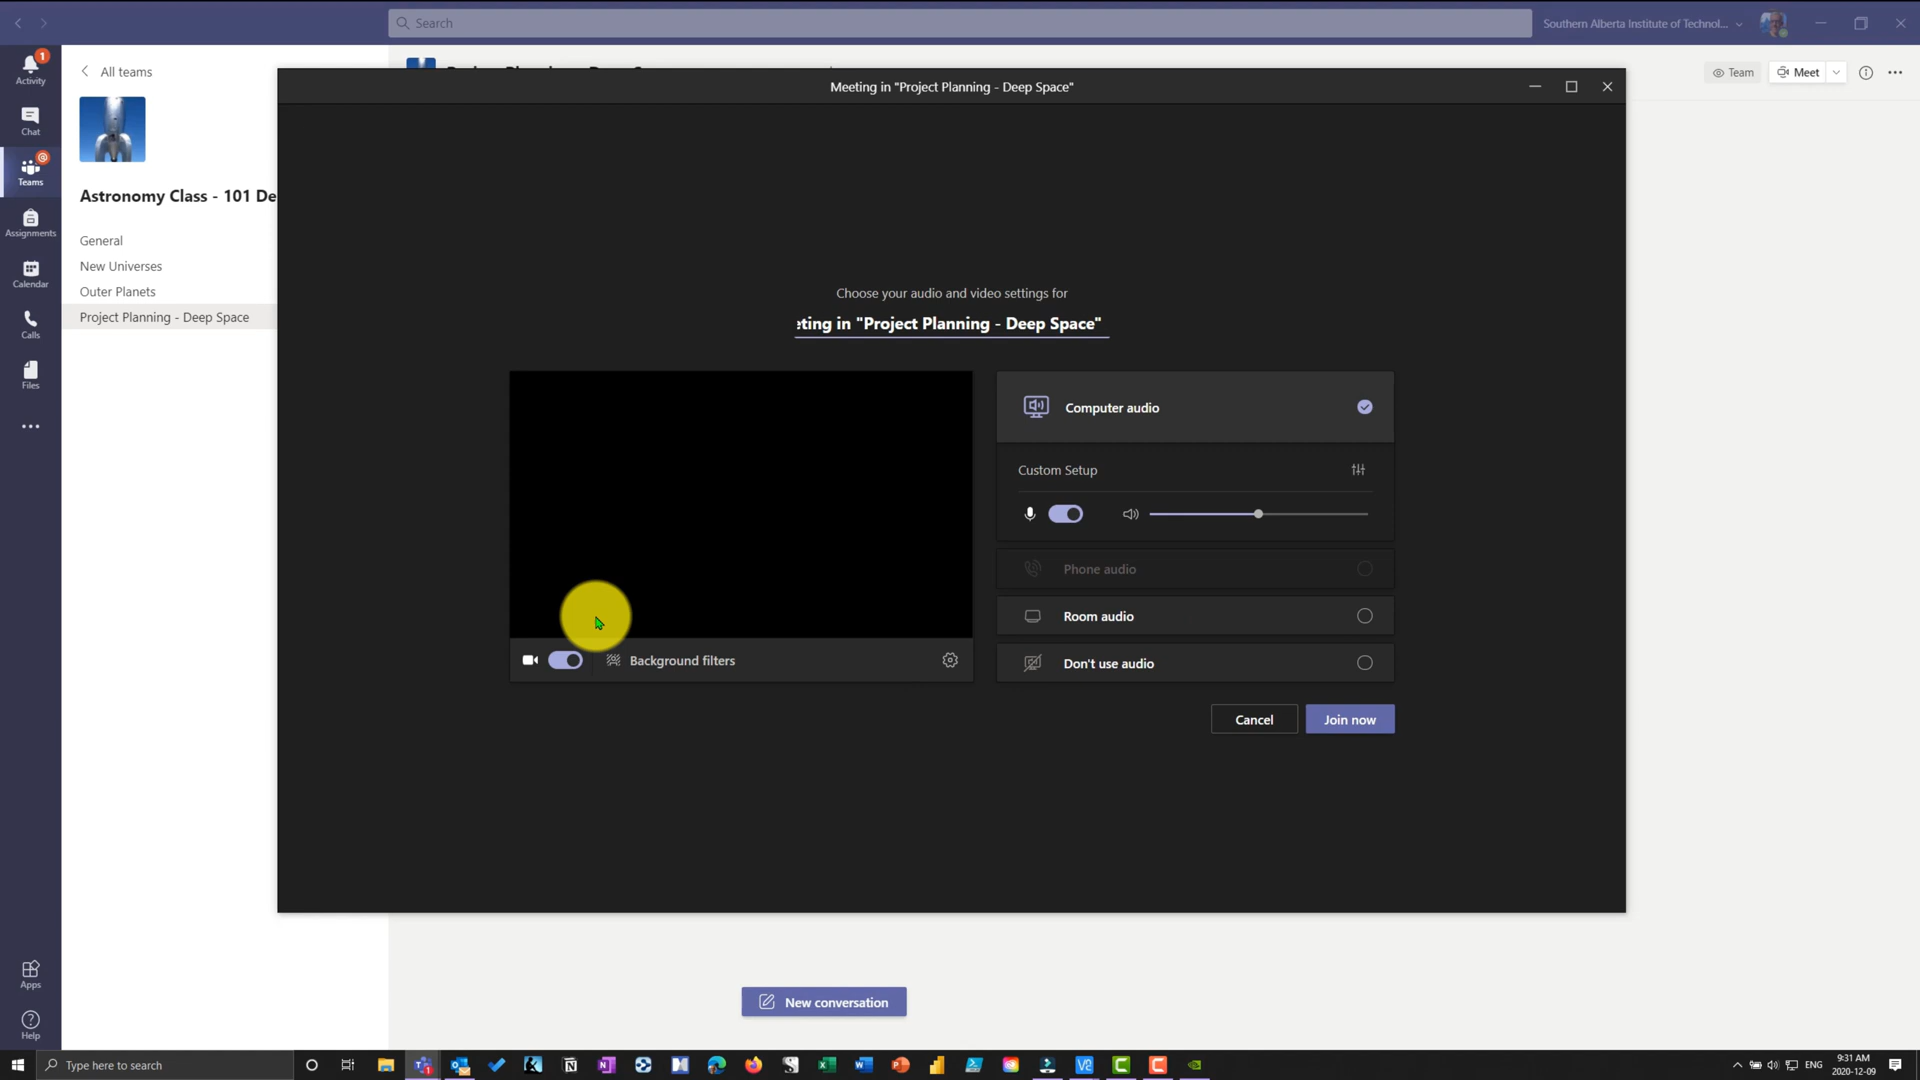 Search
Southern Alberta Institute of Technol...
1
Activity
Chat
@
Teams
Assignments
Calendar
Calls
Files
Apps
Help
All teams
Astronomy Class - 101 De
General
New Universes
Outer Planets
Project Planning - Deep Space
Team
Meet
Meeting in "Project Planning - Deep Space"
Choose your audio and video settings for
eting in "Project Planning - Deep Space"
Computer audio
Custom Setup
Phone audio
Room audio
Background filters
Don't use audio
Cancel
Join now
New conversation
Type here to search
ENG
9:31 AM
2020-12-09